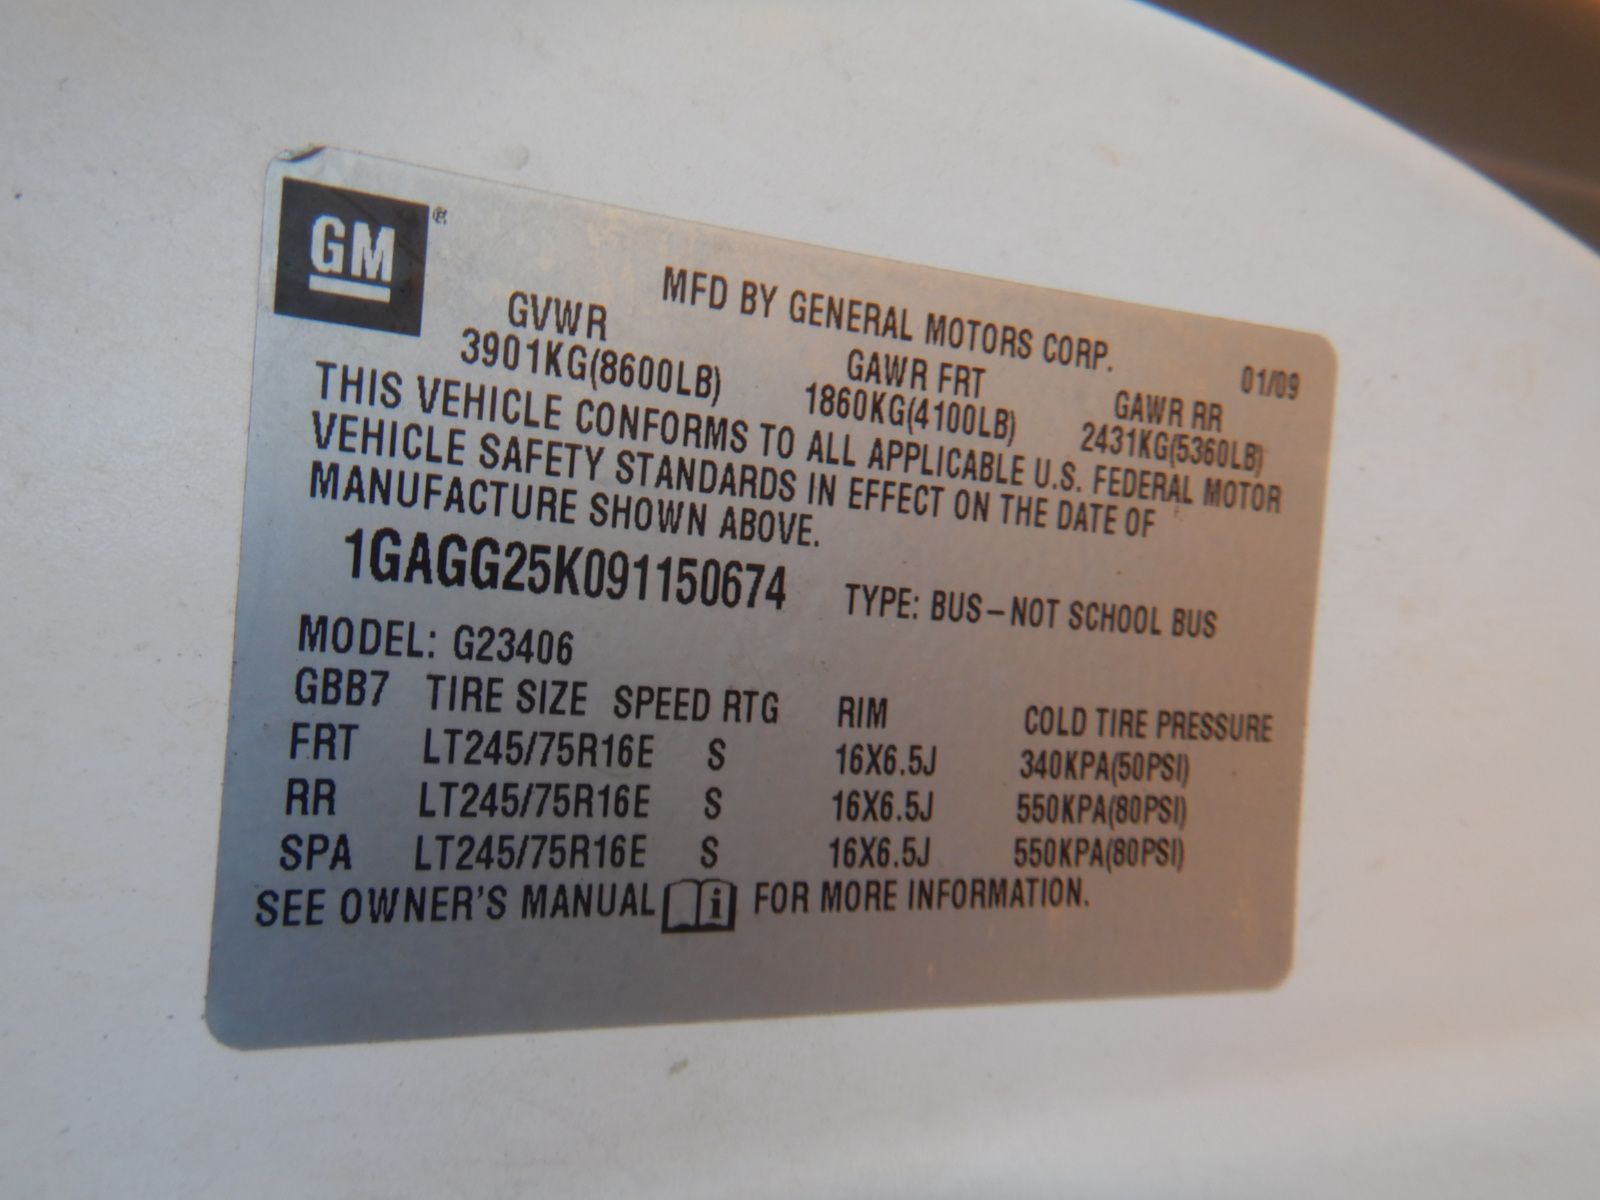 GM®
MFD BY GENERAL MOTORS CORP. 01/09
GVWR GAWR FRT GAWR RR
3901KG(8600LB) 1860KG(4100LB) 2431KG(5360LB)
THIS VEHICLE CONFORMS TO ALL APPLICABLE U.S. FEDERAL MOTOR
VEHICLE SAFETY STANDARDS IN EFFECT ON THE DATE OF
MANUFACTURE SHOWN ABOVE.
1GAGG25K091150674 TYPE: BUS-NOT SCHOOL BUS
MODEL: G23406
GBB7 TIRE SIZE SPEED RTG RIM COLD TIRE PRESSURE
FRT LT245/75R16E S 16X6.5J 340KPA(50PSI)
RR LT245/75R16E S 16X6.5J 550KPA(80PSI)
SPA LT245/75R16E S 16X6.5J 550KPA(80PSI)
SEE OWNER'S MANUAL i FOR MORE INFORMATION.